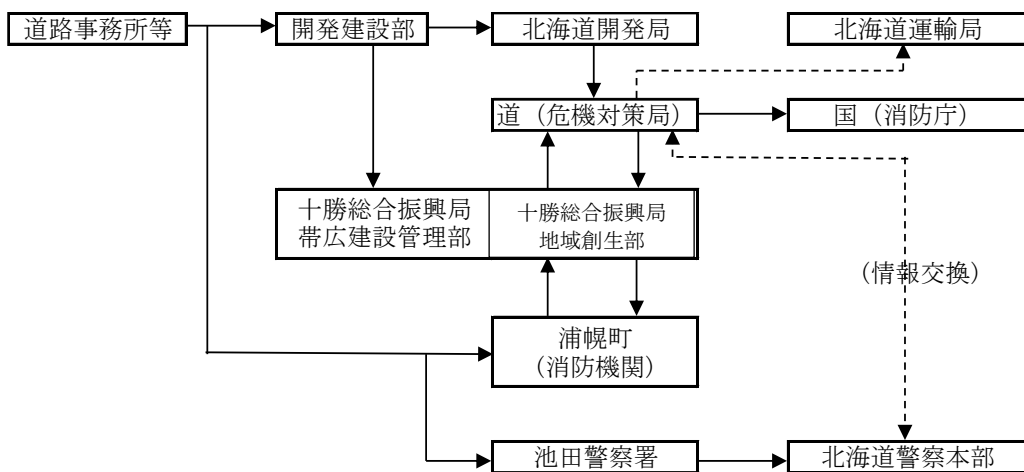 道路事務所等
開発建設部
北海道開発局
北海道運輸局
道（危機対策局）
国（消防庁）
十勝総合振興局
帯広建設管理部
十勝総合振興局
地域創生部
（情報交換）
浦幌町
（消防機関）
池田警察署
北海道警察本部